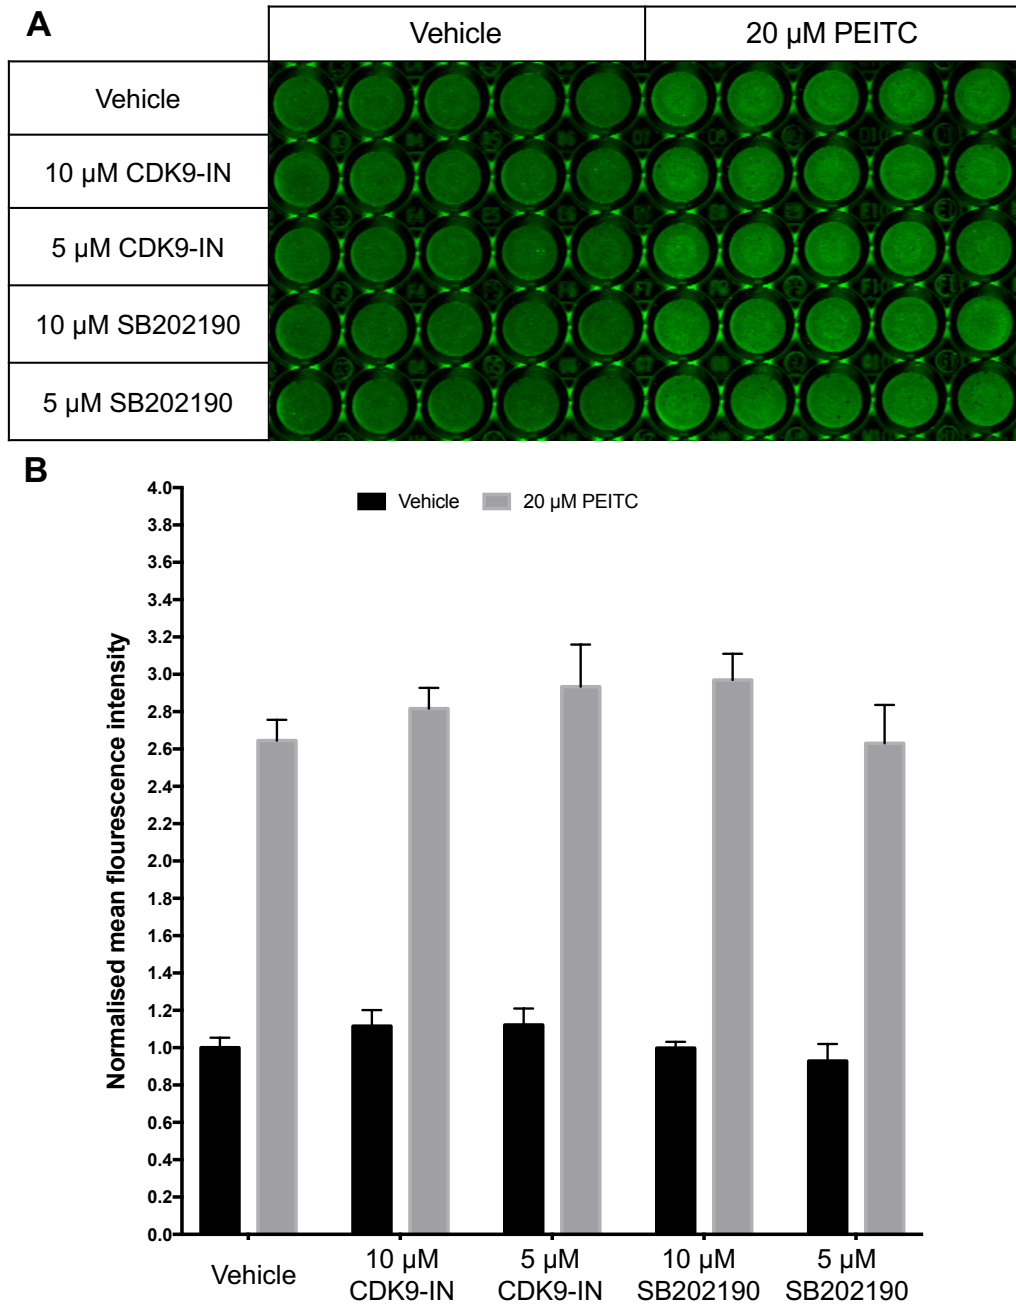 A
Vehicle
20 µM PEITC
Vehicle
10 µM CDK9-IN
5 µM CDK9-IN
10 µM SB202190
5 µM SB202190
B
Vehicle
20 µM PEITC
Normalised mean flourescence intensity
4.0
3.8
3.6
3.4
3.2
3.0
2.8
2.6
2.4
2.2
2.0
1.8
1.6
1.4
1.2
1.0
0.8
0.6
0.4
0.2
0.0
Vehicle
10 µM
CDK9-IN
5 µM
CDK9-IN
10 µM
SB202190
5 µM
SB202190